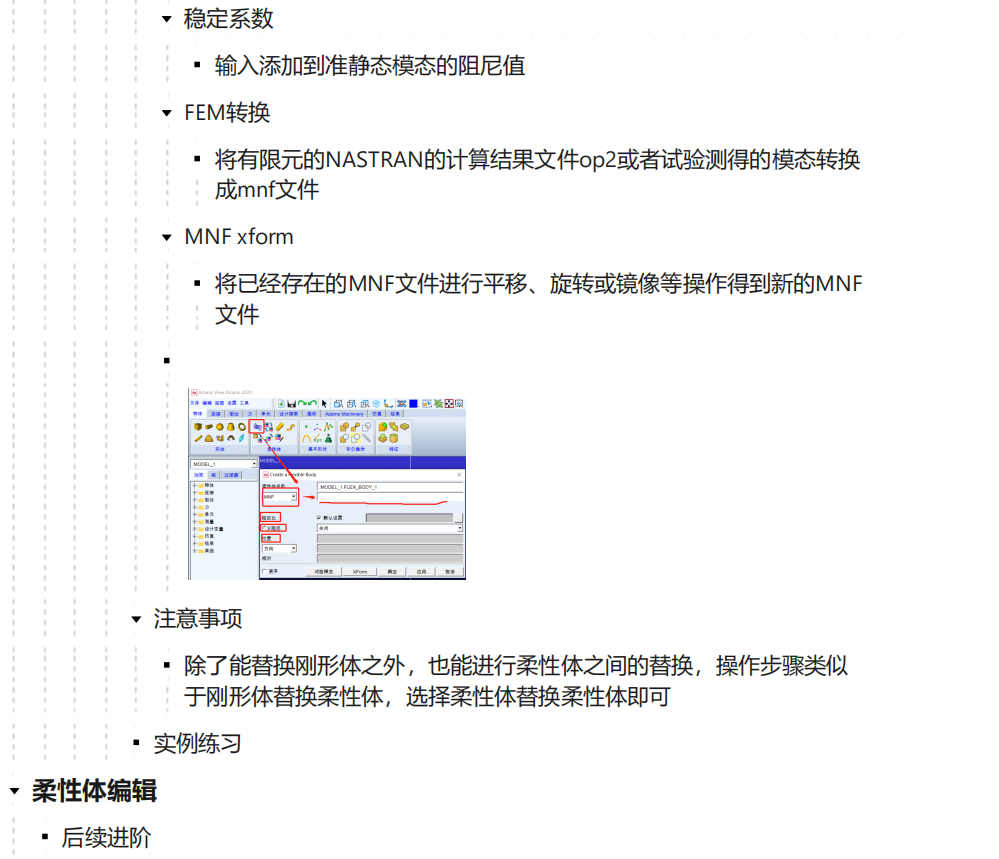 稳定系数
输入添加到准静态模态的阻尼值
FEM转换
将有限元的NASTRAN的计算结果文件op2或者试验测得的模态转换
成mnf文件
MNF xform
将已经存在的MNF文件进行平移、旋转或镜像等操作得到新的MNF
文件
Adams View Adams 2020
文件 编辑 视图 设置 工具
物体 连接 驱动 力 单元 设计探索 插件 Adams Machinery 仿真 结果
实体 柔性体 基本形状 布尔操作 特征
.MODEL_1
MODEL_1
浏览 组 过滤器
物体
连接
驱动
力
单元
测量
设计变量
仿真
结果
其他
Create a Flexible Body
柔性体名称 .MODEL_1.FLEX_BODY_1
MNF
阻尼比 默认设置
广义阻尼 关闭
位置
方向
相对
更多 试验模态 XForm 确定 应用 取消
注意事项
除了能替换刚形体之外，也能进行柔性体之间的替换，操作步骤类似
于刚形体替换柔性体，选择柔性体替换柔性体即可
实例练习
柔性体编辑
后续进阶